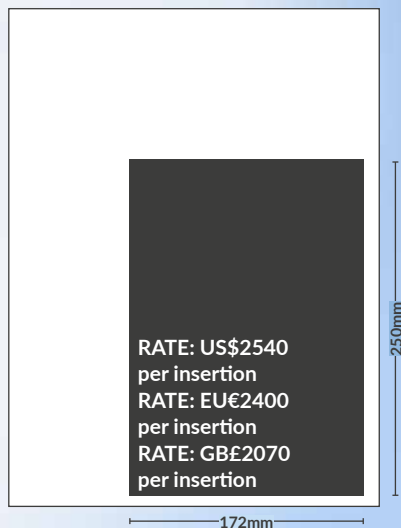 RATE: US$2540
per insertion
RATE: EU€2400
per insertion
RATE: GB£2070
per insertion
250mm
172mm